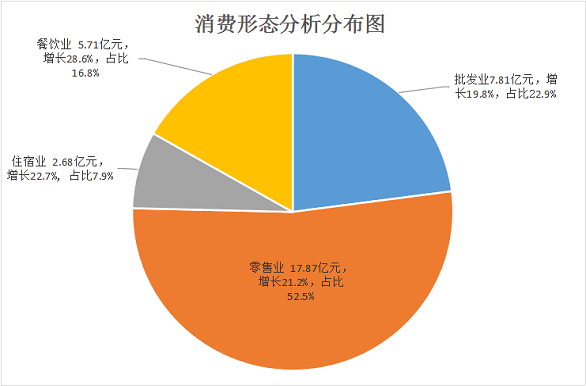 消费形态分析分布图
餐饮业 5.71亿元，
增长28.6%，占比
16.8%
批发业7.81亿元，增
长19.8%，占比22.9%
住宿业 2.68亿元，
增长22.7%, 占比7.9%
零售业 17.87亿元，
增长21.2%，占比
52.5%